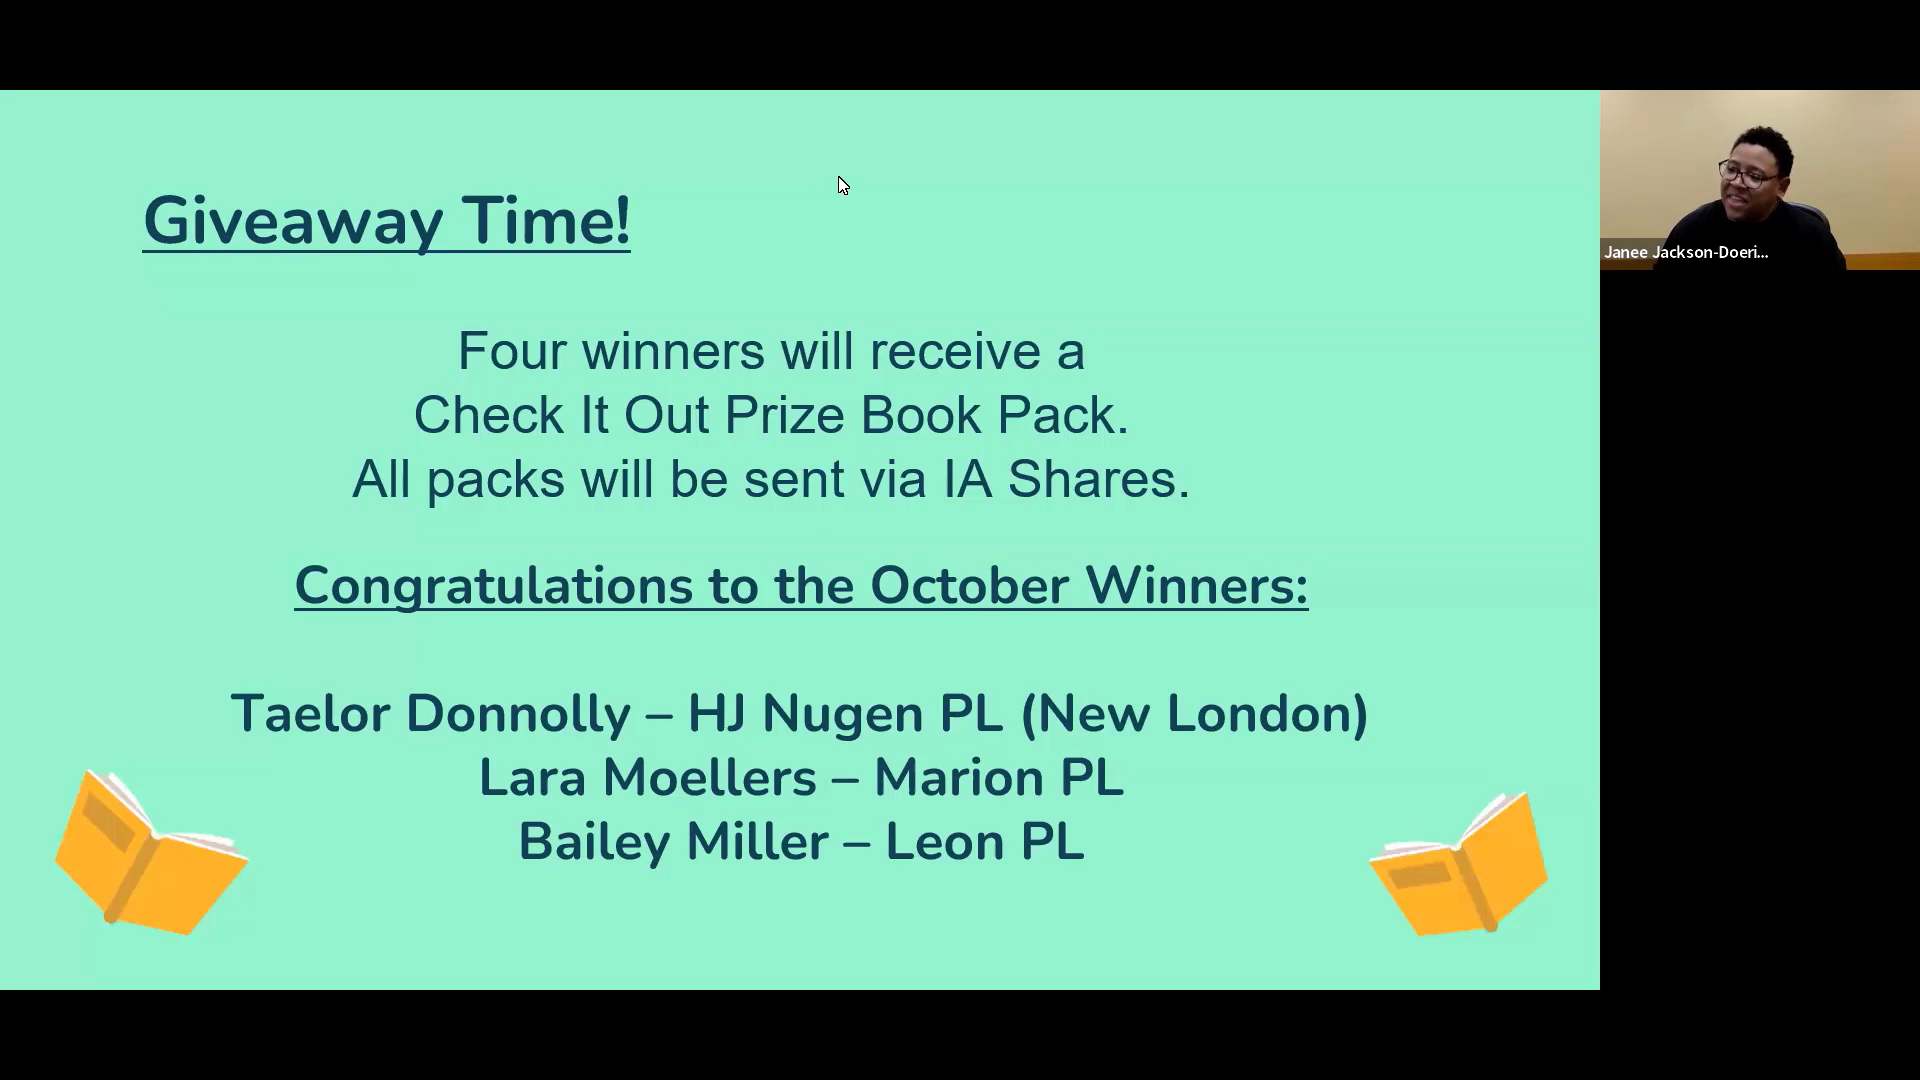 Giveaway Time!
Four winners will receive a
Check It Out Prize Book Pack.
All packs will be sent via IA Shares.
Congratulations to the October Winners:
Taelor Donnolly – HJ Nugen PL (New London)
Lara Moellers – Marion PL
Bailey Miller – Leon PL
Janee Jackson-Doeri...